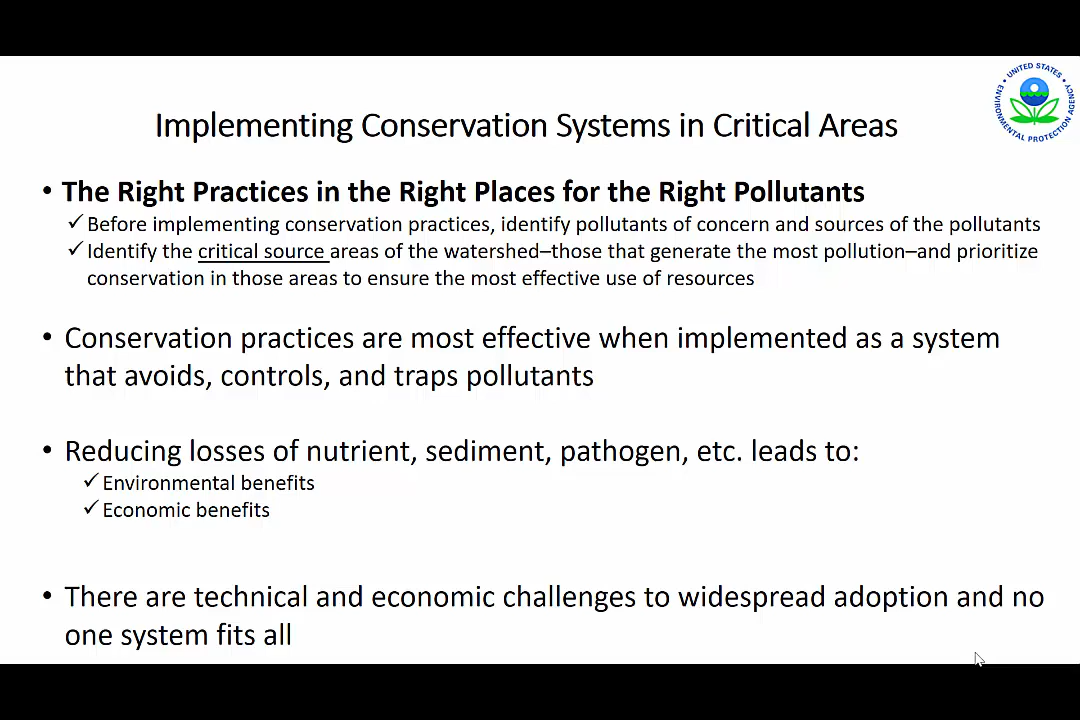 UNITED STATES
ENVIRONMENTAL PROTECTION AGENCY
Implementing Conservation Systems in Critical Areas
• The Right Practices in the Right Places for the Right Pollutants
✓Before implementing conservation practices, identify pollutants of concern and sources of the pollutants
✓Identify the critical source areas of the watershed–those that generate the most pollution–and prioritize
conservation in those areas to ensure the most effective use of resources
• Conservation practices are most effective when implemented as a system
that avoids, controls, and traps pollutants
• Reducing losses of nutrient, sediment, pathogen, etc. leads to:
✓Environmental benefits
✓Economic benefits
• There are technical and economic challenges to widespread adoption and no
one system fits all